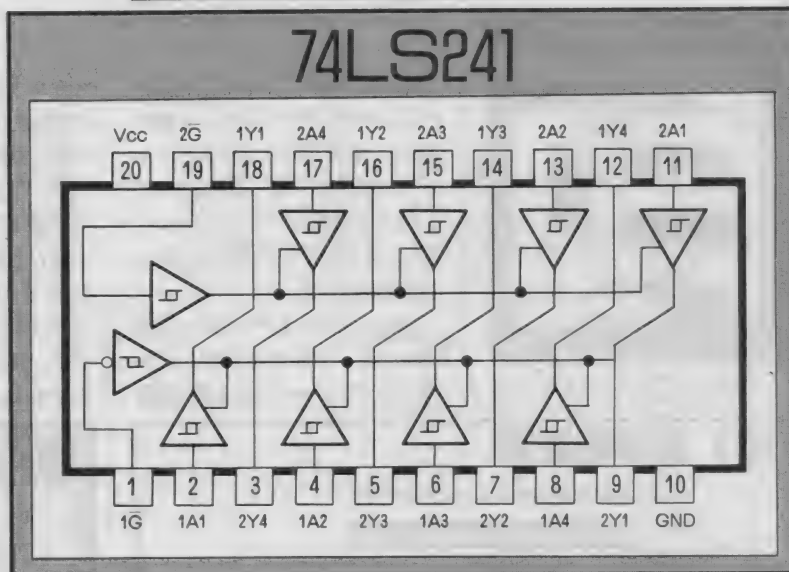 74LS241
Vcc 2G̅ 1Y1 2A4 1Y2 2A3 1Y3 2A2 1Y4 2A1
20 19 18 17 16 15 14 13 12 11
1 2 3 4 5 6 7 8 9 10
1G̅ 1A1 2Y4 1A2 2Y3 1A3 2Y2 1A4 2Y1 GND